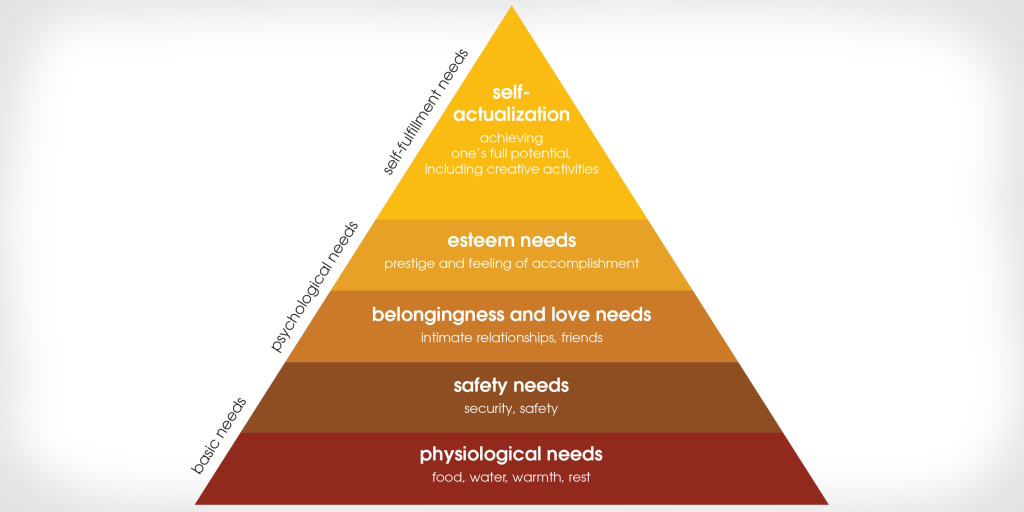 self-fulfillment needs
self-
actualization
achieving
one's full potential,
including creative activities
psychological needs
esteem needs
prestige and feeling of accomplishment
belongingness and love needs
intimate relationships, friends
basic needs
safety needs
security, safety
physiological needs
food, water, warmth, rest